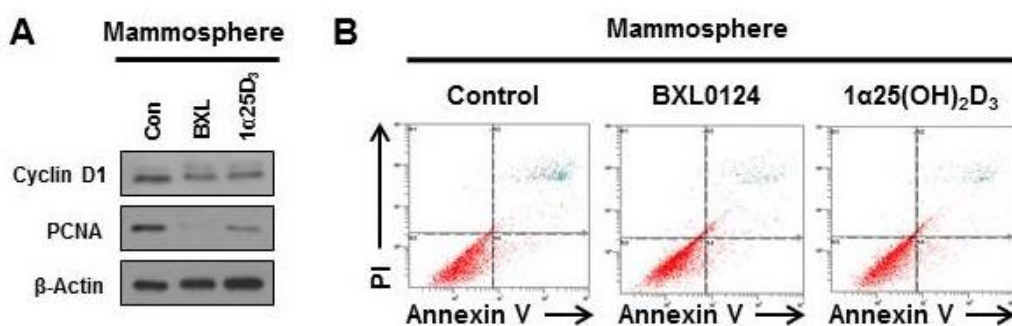 A
Mammosphere
Con
BXL
1α25D₃
Cyclin D1
PCNA
β-Actin
B
Mammosphere
Control
BXL0124
1α25(OH)₂D₃
PI
Annexin V
Annexin V
Annexin V